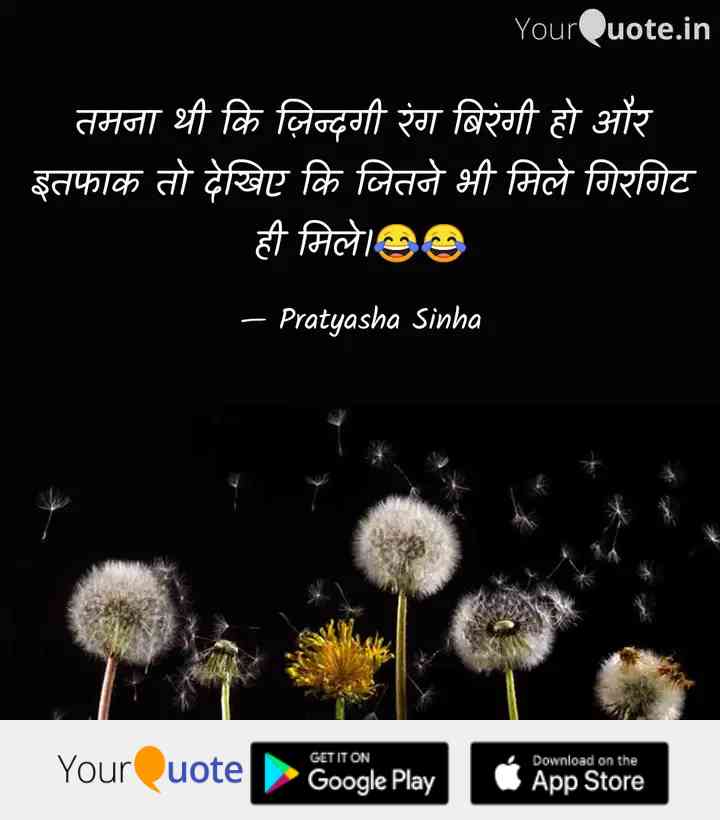 YourQuote.in
तमना थी कि ज़िन्दगी रंग बिरंगी हो और
इतफाक तो देखिए कि जितने भी मिले गिरगिट
ही मिले।😂😂
— Pratyasha Sinha
YourQuote
GET IT ON
Google Play
Download on the
App Store